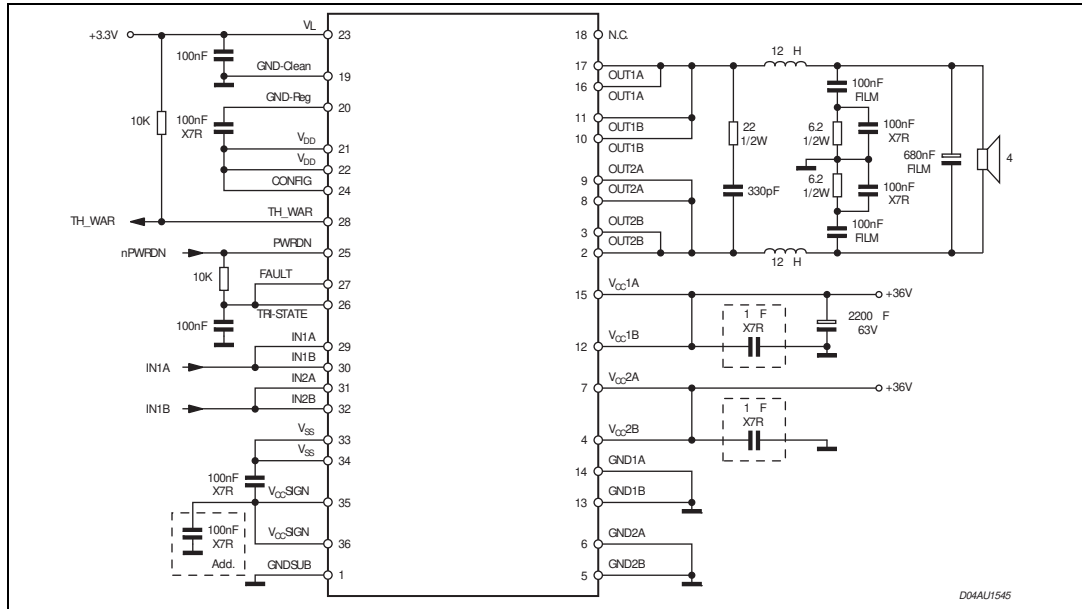 +3.3V
VL
23
100nF
GND-Clean
19
GND-Reg
20
10K
100nF
X7R
VDD
21
VDD
22
CONFIG
24
TH_WAR
TH_WAR
28
nPWRDN
PWRDN
25
10K
FAULT
27
26
TRI-STATE
100nF
IN1A
29
IN1A
IN1B
30
IN2A
31
IN1B
IN2B
32
VSS
33
VSS
34
100nF
X7R
VCCSIGN
35
100nF
X7R
Add.
VCCSIGN
36
GNDSUB
1
18
N.C.
17
OUT1A
16
OUT1A
11
OUT1B
10
OUT1B
OUT2A
9
OUT2A
8
OUT2B
3
OUT2B
2
12 H
22
1/2W
330pF
100nF
FILM
6.2
1/2W
100nF
X7R
6.2
1/2W
100nF
X7R
100nF
FILM
680nF
FILM
4
12 H
15
VCC1A
+36V
1 F
X7R
2200 F
63V
12
VCC1B
7
VCC2A
+36V
1 F
X7R
4
VCC2B
GND1A
14
GND1B
13
GND2A
6
GND2B
5
D04AU1545